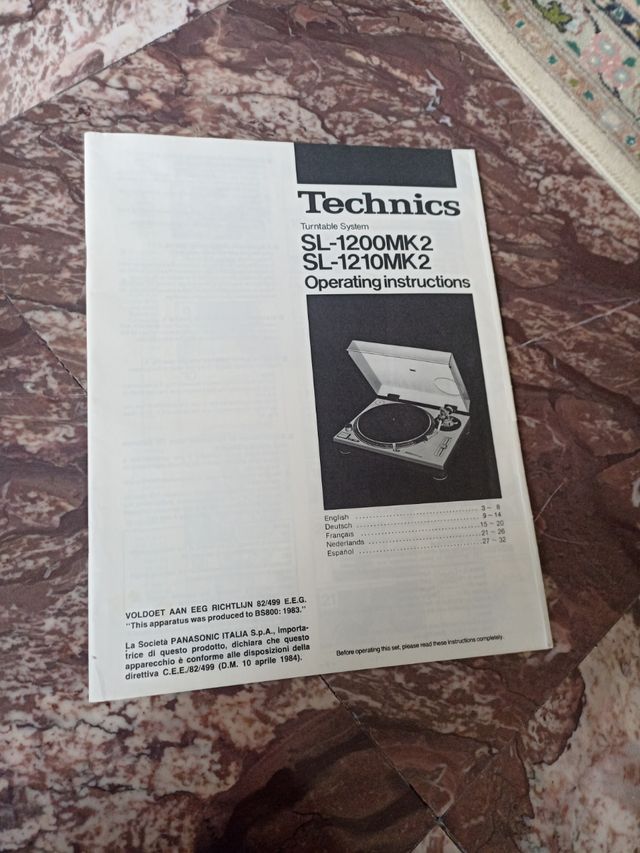 Technics
Turntable System
SL-1200MK2
SL-1210MK2
Operating instructions
English ........ 3 ~ 8
Deutsch ........ 9 ~ 14
Français ........ 15 ~ 20
Nederlands ........ 21 ~ 26
Español ........ 27 ~ 32
VOLDOET AAN EEG RICHTLIJN 82/499 E.E.G.
"This apparatus was produced to BS800: 1983."
La Società PANASONIC ITALIA S.p.A., importa-
trice di questo prodotto, dichiara che questo
apparecchio è conforme alle disposizioni della
direttiva C.E.E./82/499 (D.M. 10 aprile 1984).
Before operating this set, please read these instructions completely.